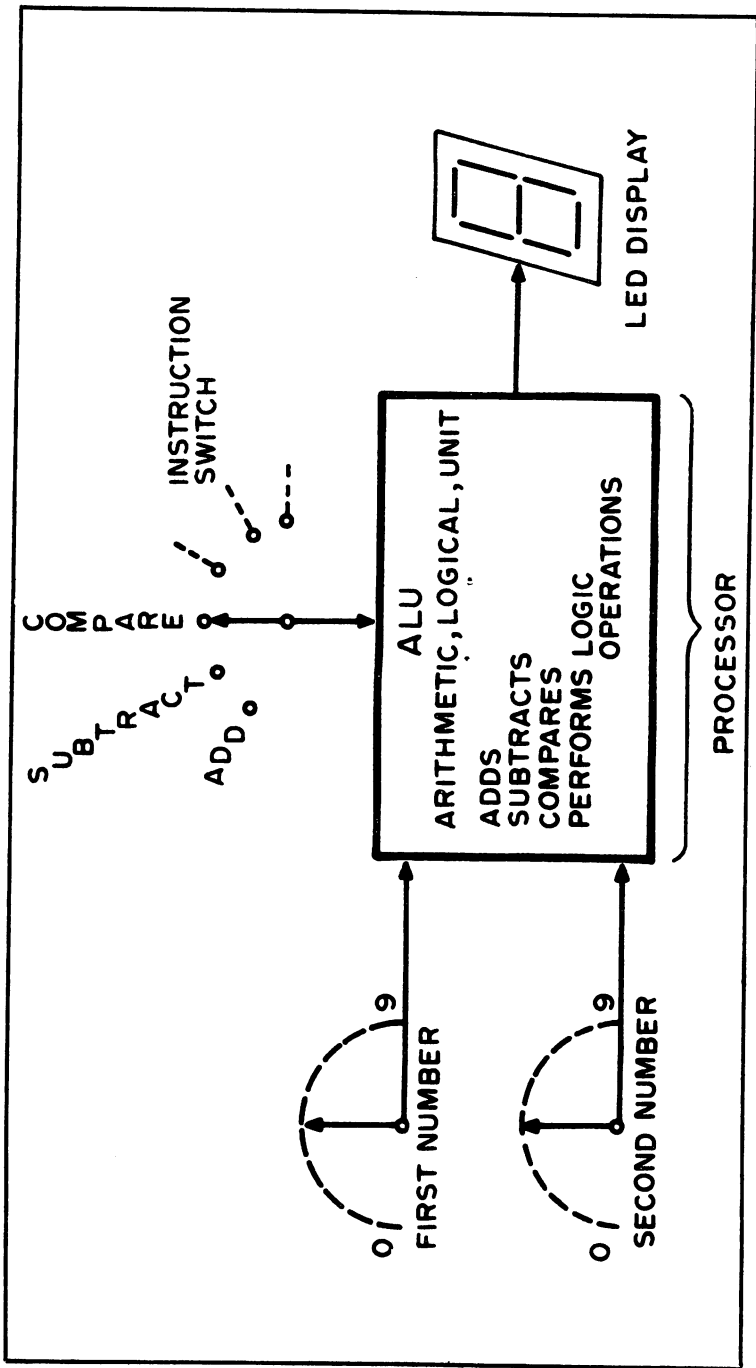 SUBTRACT
ADD
COMPARE
INSTRUCTION
SWITCH
0
9
FIRST NUMBER
0
9
SECOND NUMBER
ALU
ARITHMETIC, LOGICAL, UNIT
ADDS
SUBTRACTS
COMPARES
PERFORMS LOGIC
OPERATIONS
PROCESSOR
LED DISPLAY